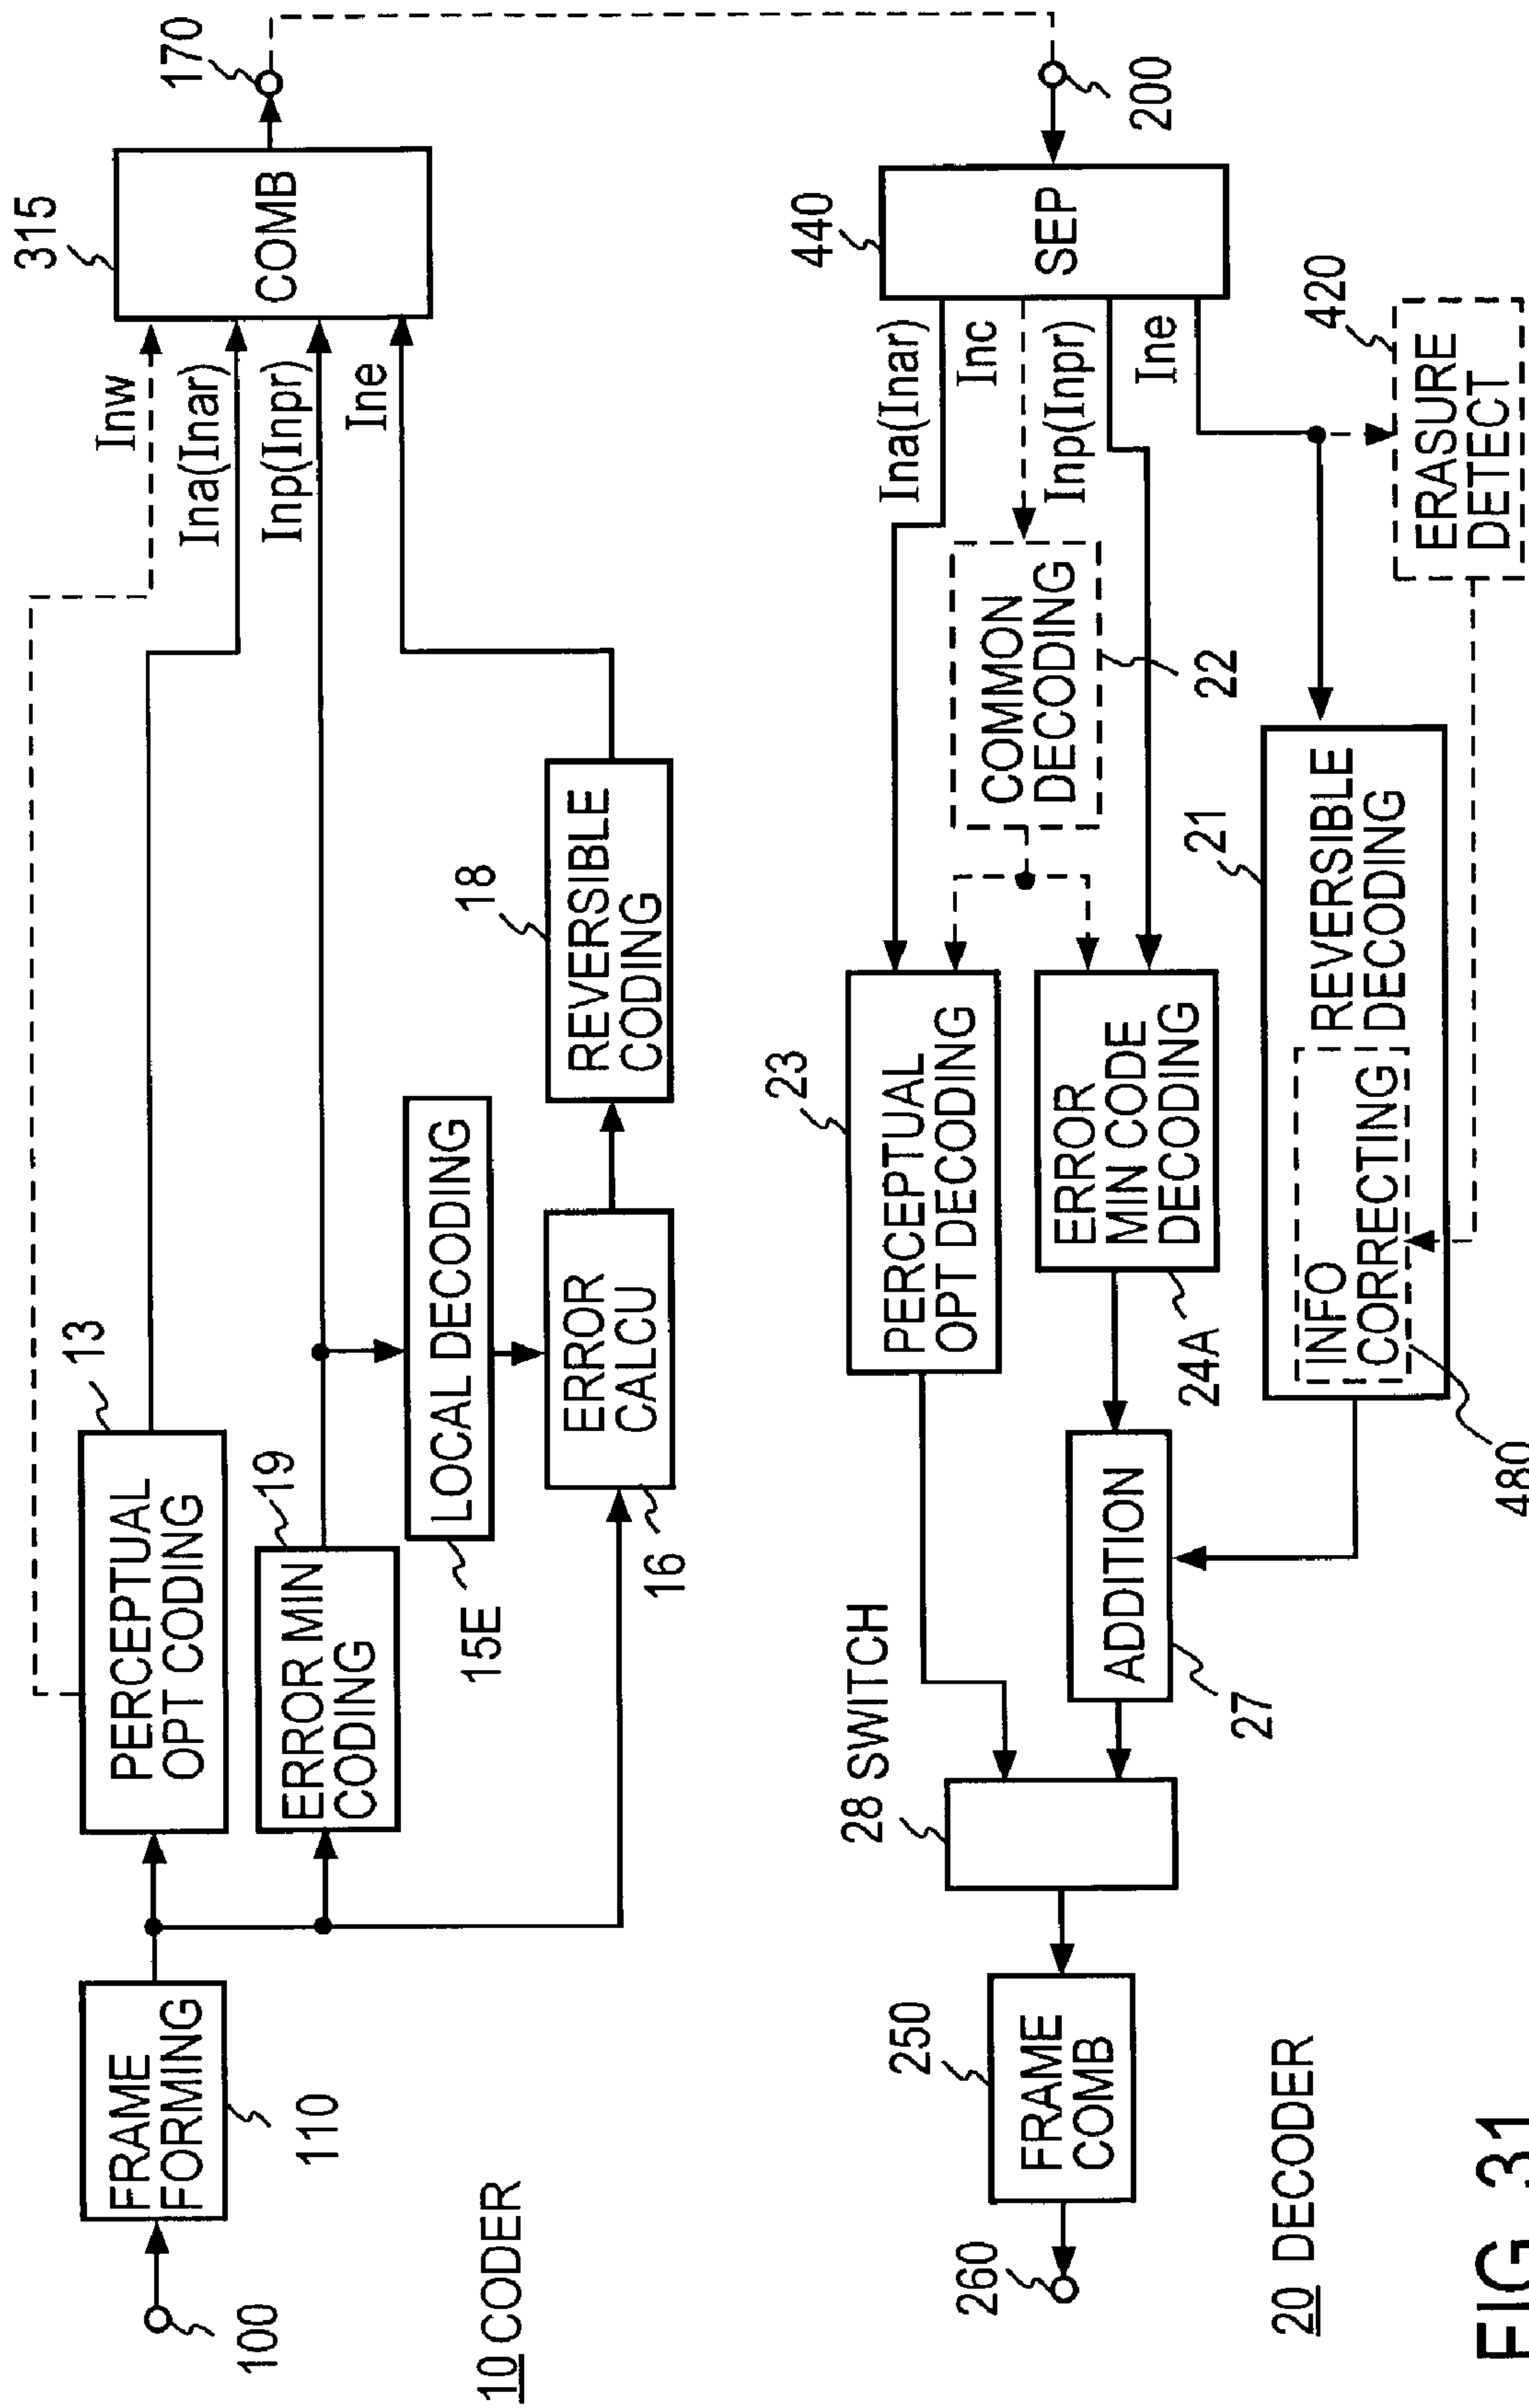 100
FRAME
FORMING
110
PERCEPTUAL
OPT CODING
13
ERROR MIN
CODING
19
LOCAL DECODING
15E
ERROR
CALCU
16
REVERSIBLE
CODING
18
Inw
Ina(Inar)
Inp(Inpr)
Ine
COMB
315
170
10 CODER
260
FRAME
COMB
250
28 SWITCH
ADDITION
27
PERCEPTUAL
OPT DECODING
23
ERROR
MIN CODE
DECODING
24A
COMMON
DECODING
22
REVERSIBLE
DECODING
21
INFO
CORRECTING
480
ERASURE
DETECT
420
Ina(Inar)
Inc
Inp(Inpr)
Ine
SEP
440
200
20 DECODER
FIG. 31